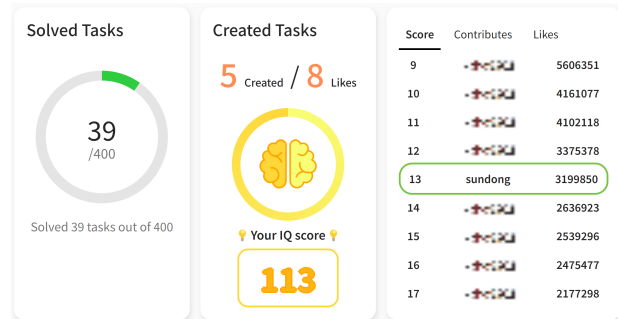 Solved Tasks
39
/400
Solved 39 tasks out of 400
Created Tasks
5 Created / 8 Likes
Your IQ score
113
Score Contributes Likes
9 5606351
10 4161077
11 4102118
12 3375378
13 sundong 3199850
14 2636923
15 2539296
16 2475477
17 2177298